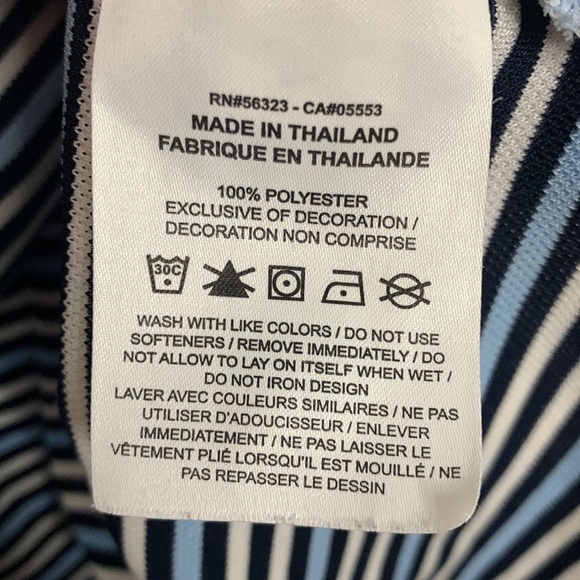 RN#56323 - CA#05553
MADE IN THAILAND
FABRIQUE EN THAILANDE
100% POLYESTER
EXCLUSIVE OF DECORATION /
DECORATION NON COMPRISE
30C
WASH WITH LIKE COLORS / DO NOT USE
SOFTENERS / REMOVE IMMEDIATELY / DO
NOT ALLOW TO LAY ON ITSELF WHEN WET /
DO NOT IRON DESIGN
LAVER AVEC COULEURS SIMILAIRES / NE PAS
UTILISER D'ADOUCISSEUR / ENLEVER
IMMEDIATEMENT / NE PAS LAISSER LE
VÊTEMENT PLIÉ LORSQU'IL EST MOUILLÉ / NE
PAS REPASSER LE DESSIN